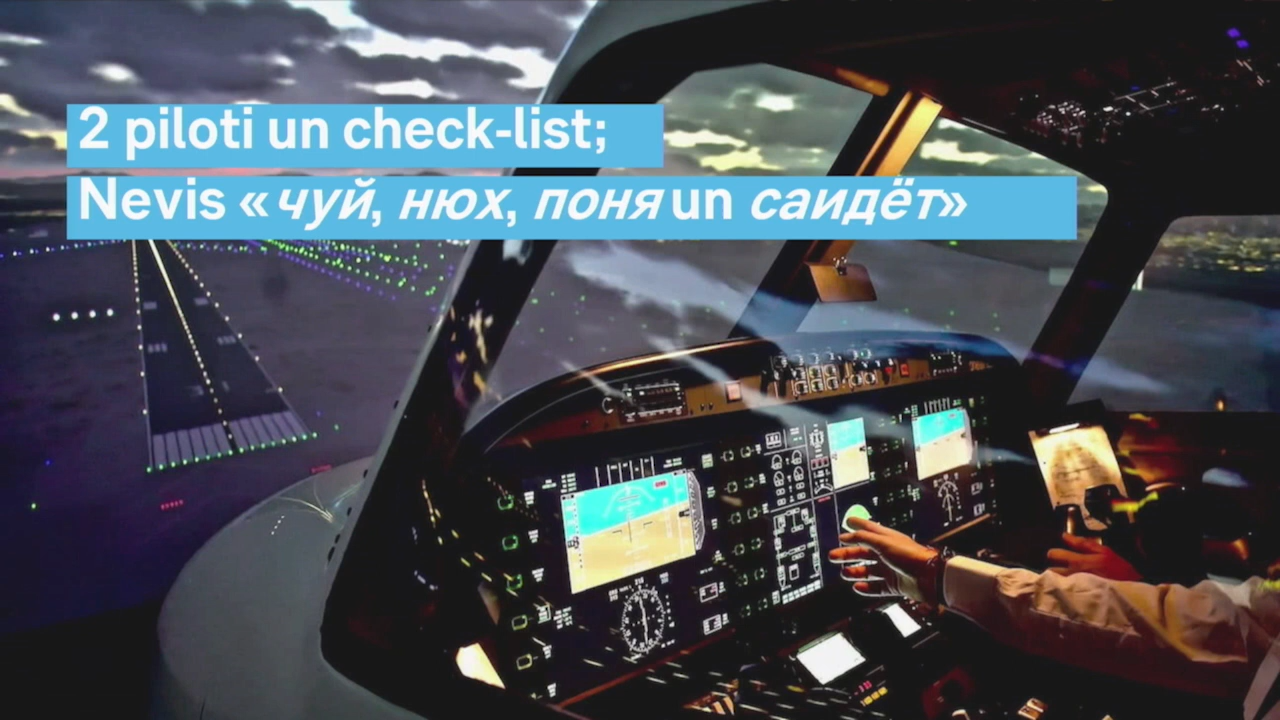 2 piloti un check-list;
Nevis «чуй, нюх, поня un саидёт»